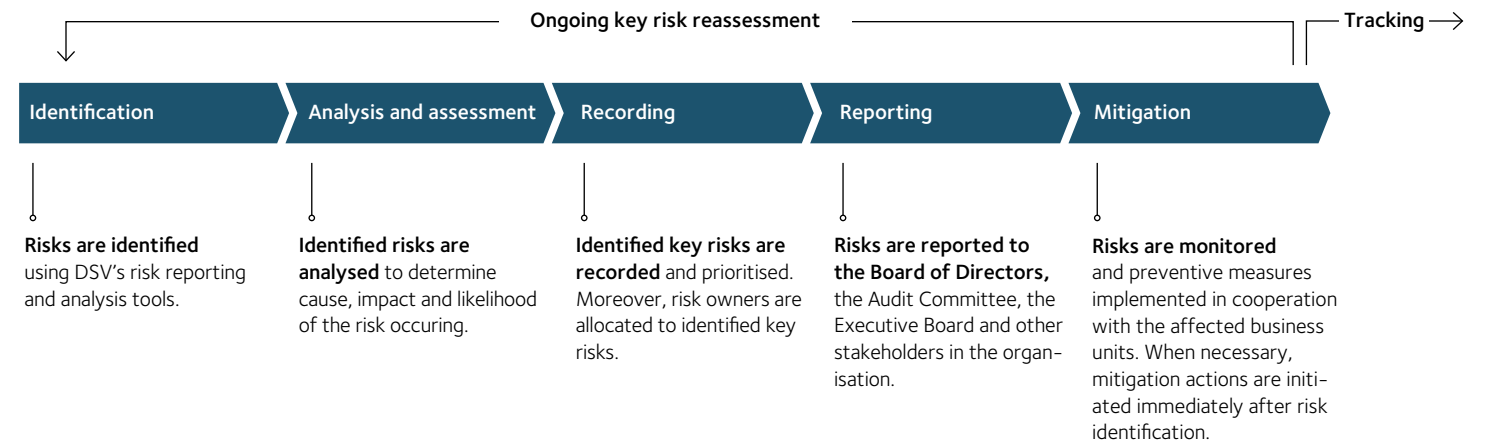 Ongoing key risk reassessment
Tracking
Identification
Analysis and assessment
Recording
Reporting
Mitigation
Risks are identified
using DSV's risk reporting
and analysis tools.
Identified risks are
analysed to determine
cause, impact and likelihood
of the risk occuring.
Identified key risks are
recorded and prioritised.
Moreover, risk owners are
allocated to identified key
risks.
Risks are reported to
the Board of Directors,
the Audit Committee, the
Executive Board and other
stakeholders in the organ-
isation.
Risks are monitored
and preventive measures
implemented in cooperation
with the affected business
units. When necessary,
mitigation actions are initi-
ated immediately after risk
identification.